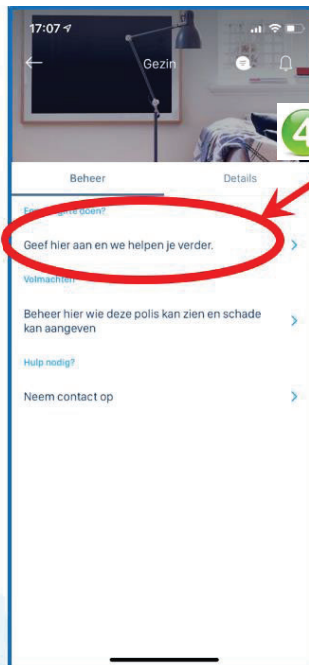 17:07
Gezin
4
Beheer Details
doen?
Geef hier aan en we helpen je verder.
Volmachten
Beheer hier wie deze polis kan zien en schade
kan aangeven
Hulp nodig?
Neem contact op